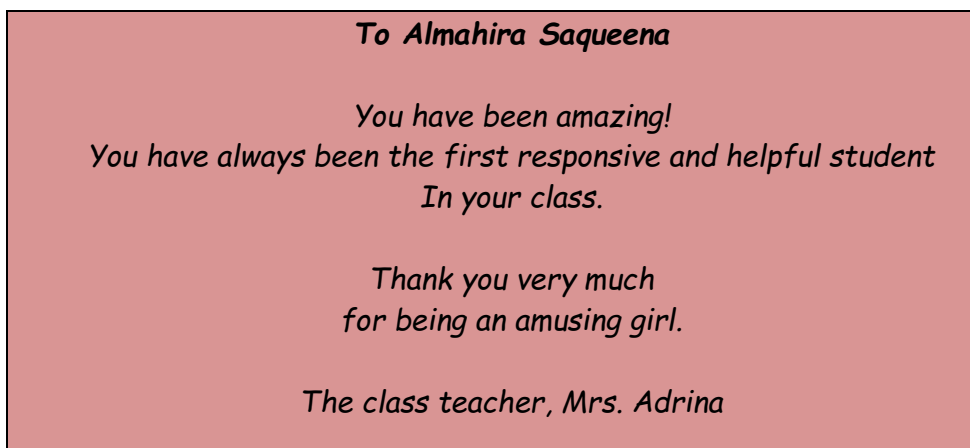 To Almahira Saqueena
You have been amazing!
You have always been the first responsive and helpful student
In your class.
Thank you very much
for being an amusing girl.
The class teacher, Mrs. Adrina